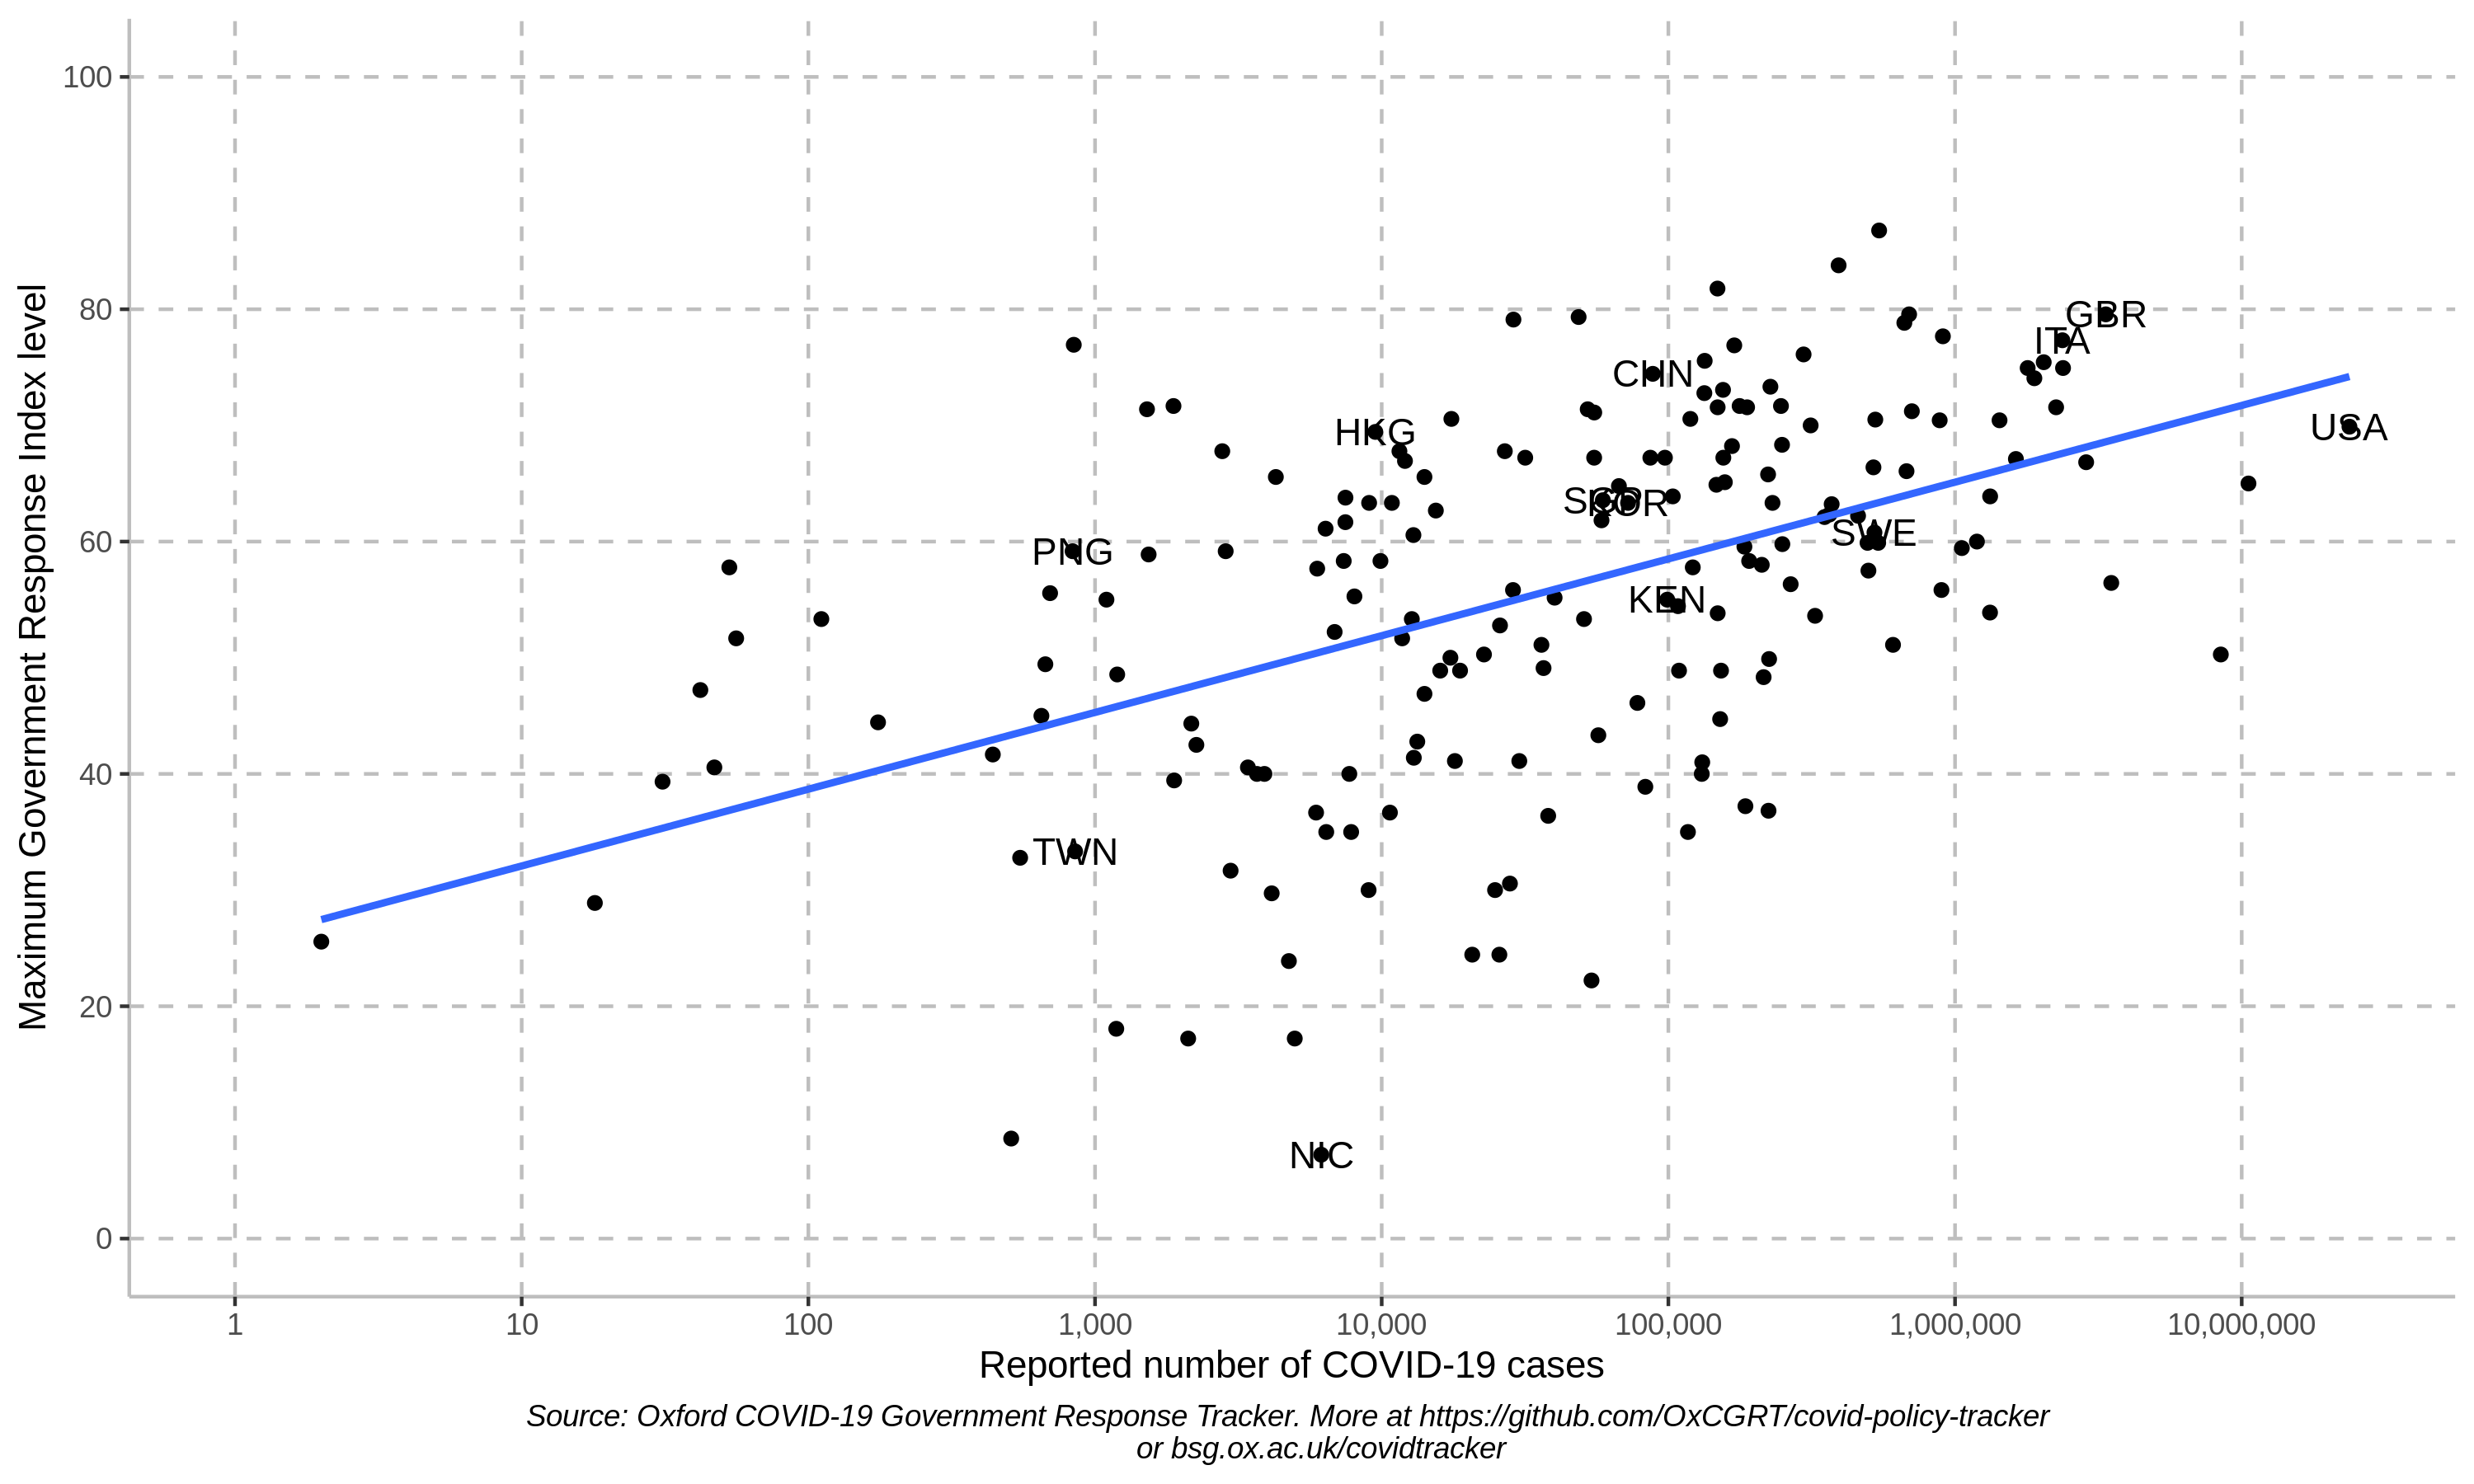 Maximum Government Response Index level
100
80
60
40
20
0
GBR
ITA
CHN
USA
HKG
SGP
KOR
SWE
PNG
KEN
TWN
NIC
1
10
100
1,000
10,000
100,000
1,000,000
10,000,000
Reported number of COVID-19 cases
Source: Oxford COVID-19 Government Response Tracker. More at https://github.com/OxCGRT/covid-policy-tracker
or bsg.ox.ac.uk/covidtracker